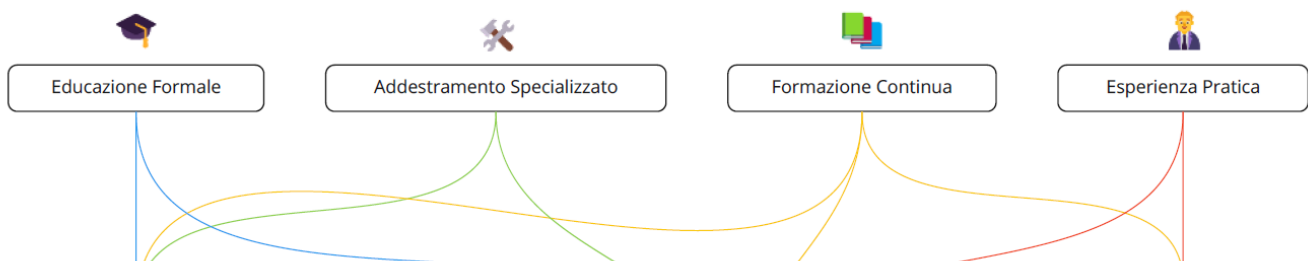 Educazione Formale
Addestramento Specializzato
Formazione Continua
Esperienza Pratica